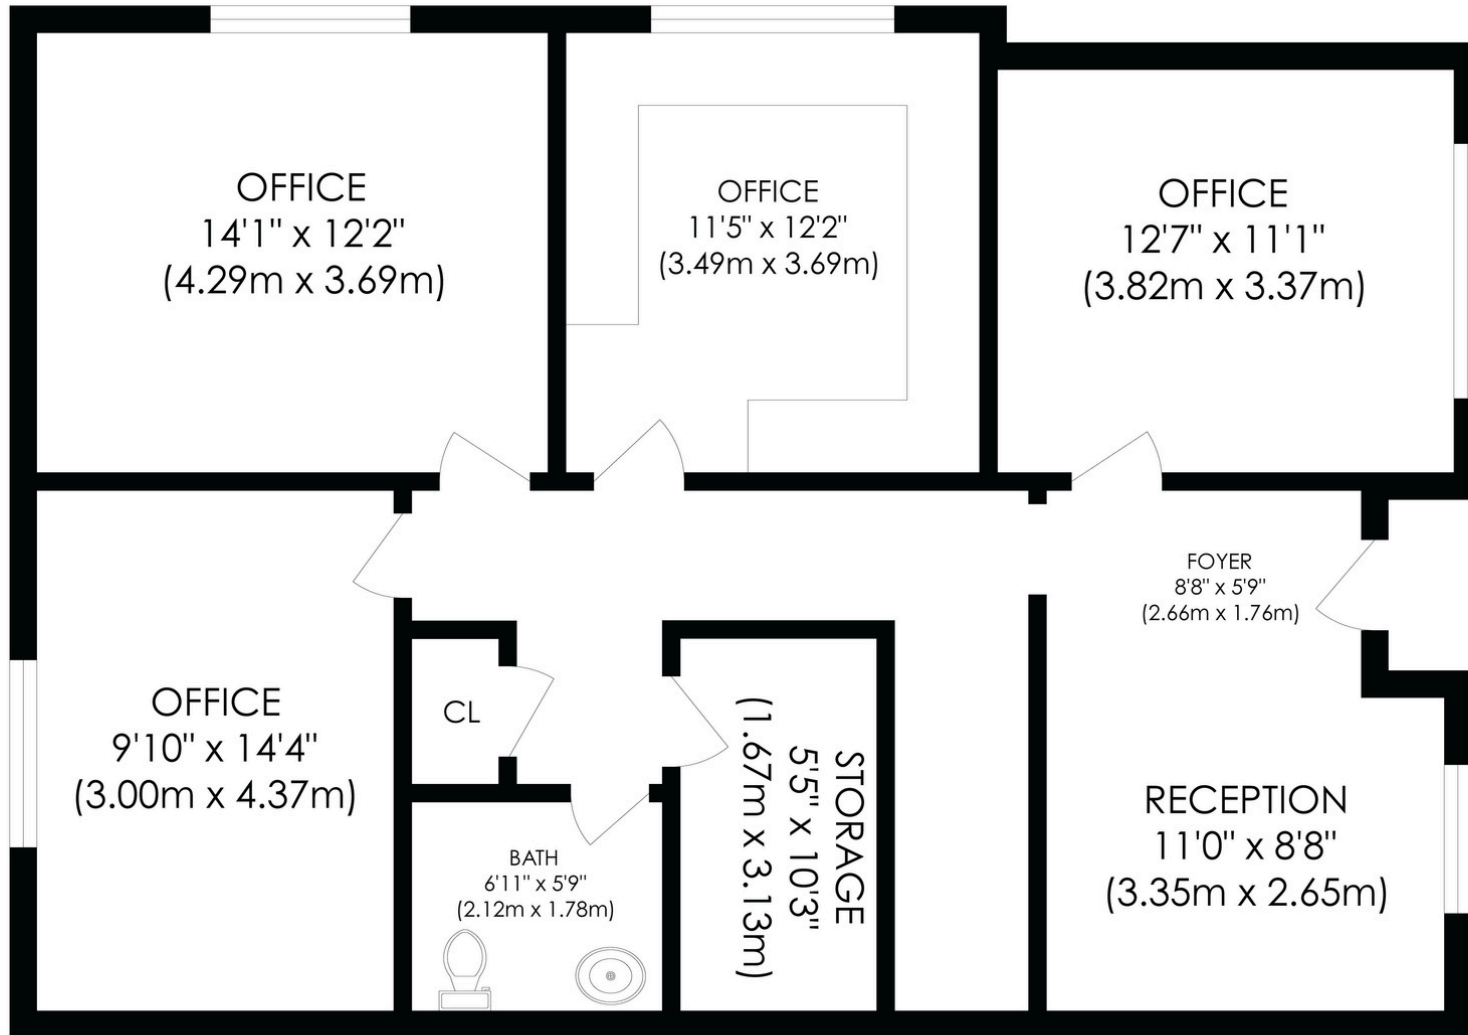 OFFICE
14'1" x 12'2"
(4.29m x 3.69m)
OFFICE
11'5" x 12'2"
(3.49m x 3.69m)
OFFICE
12'7" x 11'1"
(3.82m x 3.37m)
FOYER
8'8" x 5'9"
(2.66m x 1.76m)
OFFICE
9'10" x 14'4"
(3.00m x 4.37m)
CL
BATH
6'11" x 5'9"
(2.12m x 1.78m)
STORAGE
5'5" x 10'3"
(1.67m x 3.13m)
RECEPTION
11'0" x 8'8"
(3.35m x 2.65m)